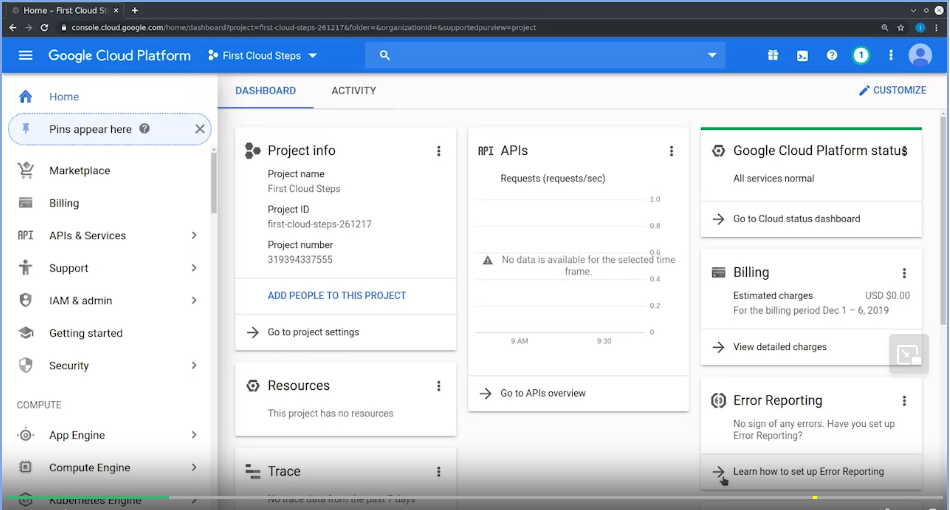 Home – First Cloud St
console.cloud.google.com/home/dashboard?project=first-cloud-steps-261217&folder=&organizationId=&supportedpurview=project
Google Cloud Platform
First Cloud Steps
1
Home
Pins appear here
Marketplace
Billing
API APIs & Services
Support
IAM & admin
Getting started
Security
COMPUTE
App Engine
Compute Engine
Kubernetes Engine
DASHBOARD
ACTIVITY
CUSTOMIZE
Project info
Project name
First Cloud Steps
Project ID
first-cloud-steps-261217
Project number
319394337555
ADD PEOPLE TO THIS PROJECT
Go to project settings
Resources
This project has no resources
Trace
No trace data from the past 7 days
API APIs
Requests (requests/sec)
1.0
0.8
0.6
No data is available for the selected time
frame.
0.4
0.2
0
9 AM
9:30
Go to APIs overview
Google Cloud Platform statu$
All services normal
Go to Cloud status dashboard
Billing
Estimated charges
USD $0.00
For the billing period Dec 1 – 6, 2019
View detailed charges
Error Reporting
No sign of any errors. Have you set up
Error Reporting?
Learn how to set up Error Reporting